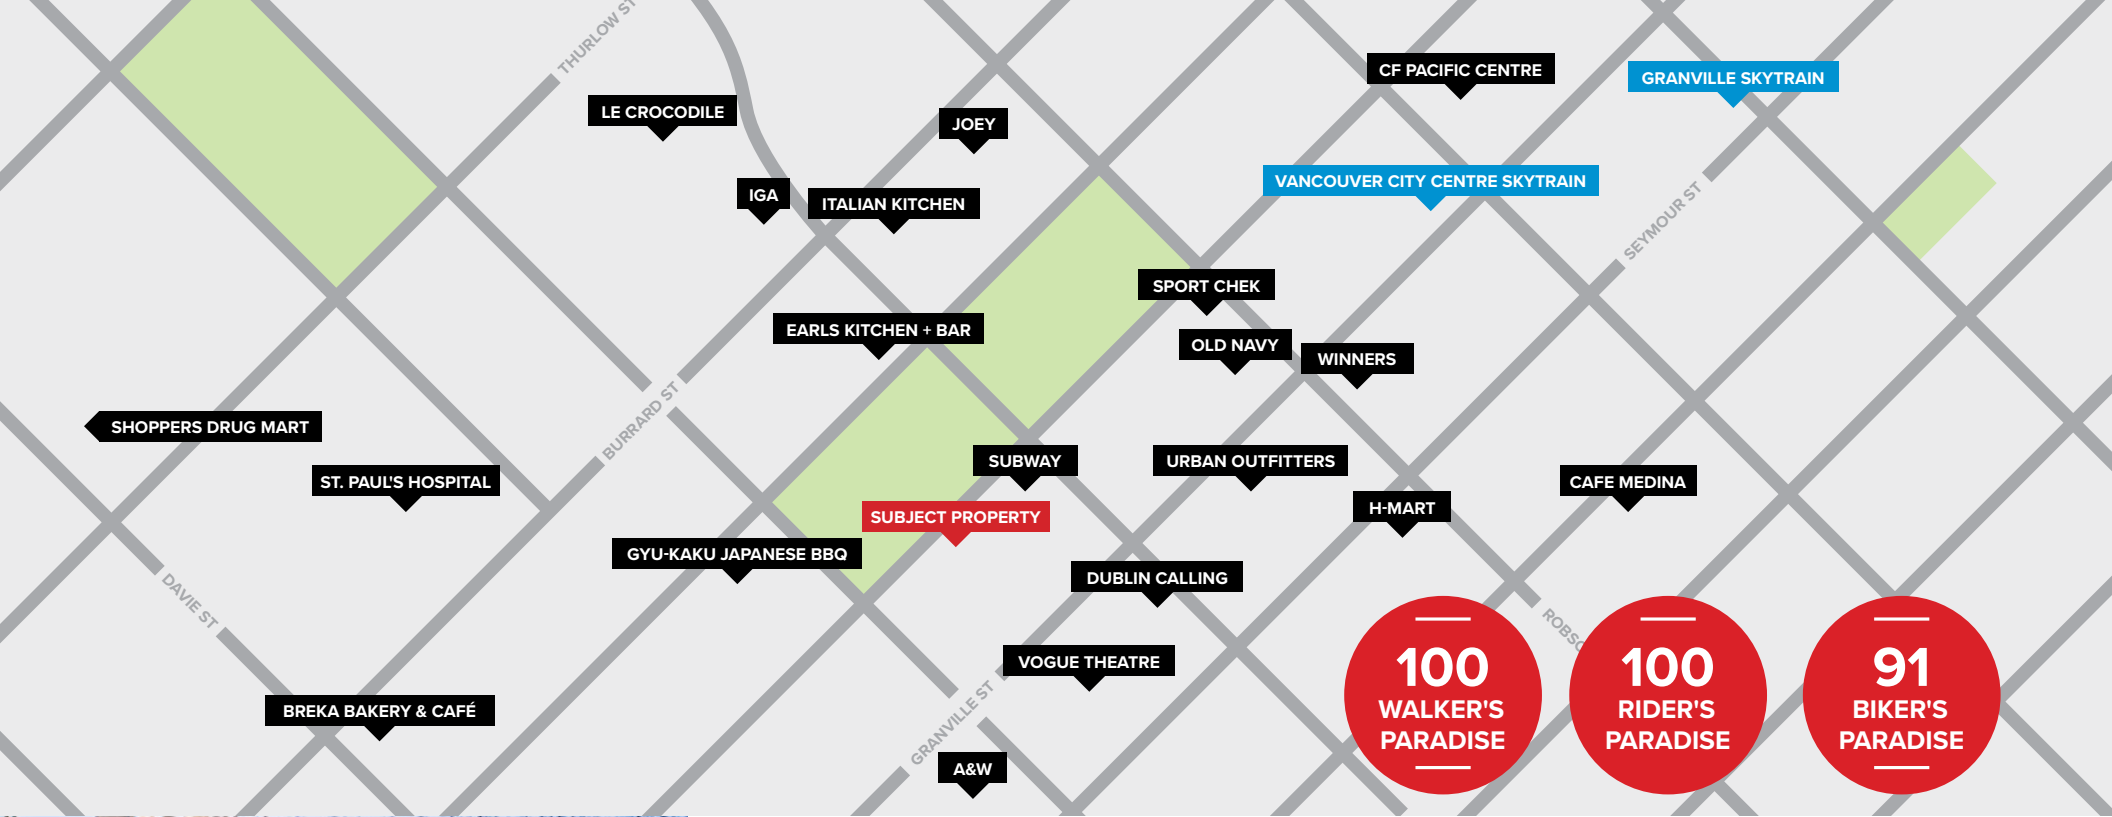 THURLOW ST
CF PACIFIC CENTRE
GRANVILLE SKYTRAIN
LE CROCODILE
JOEY
VANCOUVER CITY CENTRE SKYTRAIN
IGA
ITALIAN KITCHEN
SEYMOUR ST
SPORT CHEK
EARLS KITCHEN + BAR
OLD NAVY
WINNERS
BURRARD ST
SHOPPERS DRUG MART
ST. PAUL'S HOSPITAL
SUBWAY
URBAN OUTFITTERS
CAFE MEDINA
H-MART
SUBJECT PROPERTY
GYU-KAKU JAPANESE BBQ
DUBLIN CALLING
DAVIE ST
ROBSO
VOGUE THEATRE
GRANVILLE ST
BREKA BAKERY & CAFÉ
A&W
100
WALKER'S
PARADISE
100
RIDER'S
PARADISE
91
BIKER'S
PARADISE